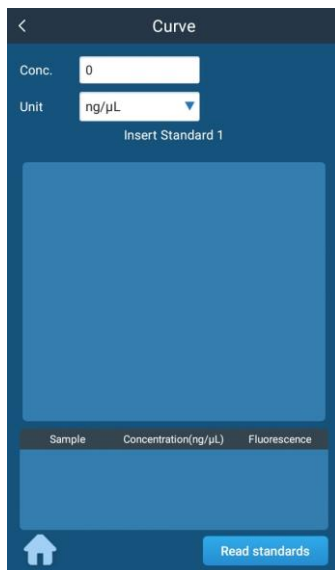 Curve
Conc. 0
Unit ng/µL
Insert Standard 1
Sample Concentration(ng/µL) Fluorescence
Read standards